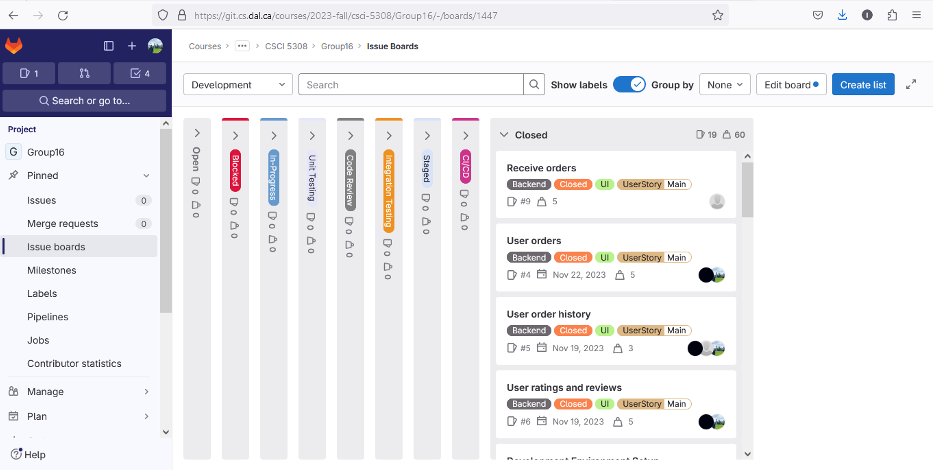 https://git.cs.dal.ca/courses/2023-fall/csci-5308/Group16/-/boards/1447
1
4
Search or go to...
Project
G Group16
Pinned
Issues 0
Merge requests 0
Issue boards
Milestones
Labels
Pipelines
Jobs
Contributor statistics
Manage
Plan
Help
Courses > ••• > CSCI 5308 > Group16 > Issue Boards
Development
Search
Show labels
Group by
None
Edit board
Create list
Open 0 0
Blocked 0 0
In-Progress 0 0
Unit Testing 0 0
Code Review 0 0
Integration Testing 0 0
Staged 0 0
CI/CD 0 0
Closed 19 60
Receive orders
Backend Closed UI UserStory Main
#9 5
User orders
Backend Closed UI UserStory Main
#4 Nov 22, 2023 5
User order history
Backend Closed UI UserStory Main
#5 Nov 19, 2023 3
User ratings and reviews
Backend Closed UI UserStory Main
#6 Nov 19, 2023 5
Development Environment Setup